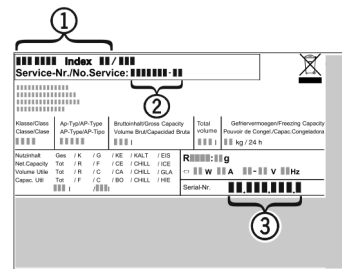 1
Index /
Service-Nr./No.Service: -
2
Klasse/Class Ap-Typ/AP-Type Bruttoinhalt/Gross Capacity Total Gefriervermoegen/Freezing Capacity
Classe/Clase AP-Type/AP-Tipo Volume Brut/Capacidad Bruta volume Pouvoir de Congel./Capac.Congeladora
I I kg / 24 h
Nutzinhalt Ges / K / G / KE / KALT / EIS
Net.Capacity Tot / R / F / CE / CHILL / ICE
Volume Utile Tot / R / C / CA / CHILL / GLA
Capac. Util Tot / F / C / BO / CHILL / HIE
I / I
R : g
W A - V Hz
Serial-Nr. . . .
3